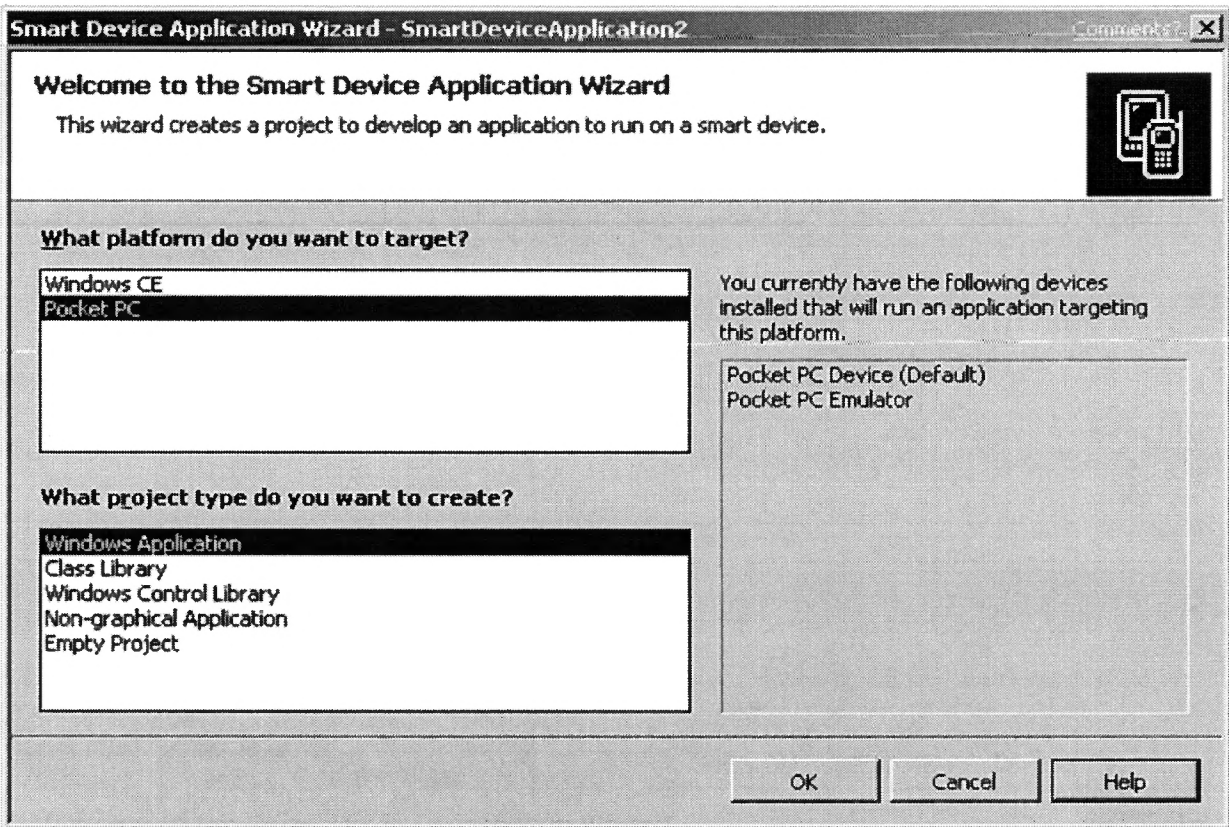 Smart Device Application Wizard - SmartDeviceApplication2 Comments?
Welcome to the Smart Device Application Wizard
This wizard creates a project to develop an application to run on a smart device.
What platform do you want to target?
Windows CE
Pocket PC
You currently have the following devices
installed that will run an application targeting
this platform.
Pocket PC Device (Default)
Pocket PC Emulator
What project type do you want to create?
Windows Application
Class Library
Windows Control Library
Non-graphical Application
Empty Project
OK Cancel Help